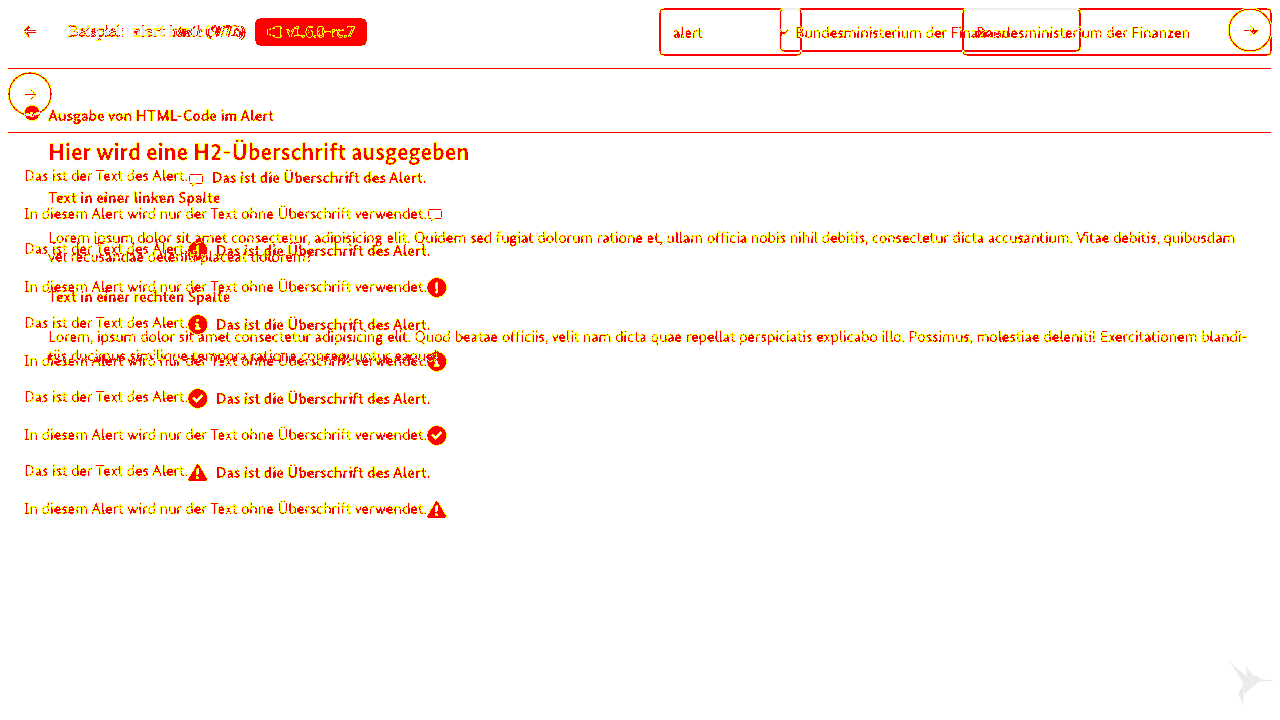 Beispiel: alert v1.6.0-rc.7
alert Bundesministerium der Finanzen Bundesministerium der Finanzen
Ausgabe von HTML-Code im Alert
Hier wird eine H2-Überschrift ausgegeben
Das ist der Text des Alert. Das ist die Überschrift des Alert.
Text in einer linken Spalte
In diesem Alert wird nur der Text ohne Überschrift verwendet.
Lorem ipsum dolor sit amet consectetur, adipisicing elit. Quidem sed fugiat dolorum ratione et, ullam officia nobis nihil debitis, consectetur dicta accusantium. Vitae debitis, quibusdam
Das ist der Text des Alert. Das ist die Überschrift des Alert.
vel recusandae deleniti placeat dolorem?
In diesem Alert wird nur der Text ohne Überschrift verwendet.
Text in einer rechten Spalte
Das ist der Text des Alert. Das ist die Überschrift des Alert.
Lorem, ipsum dolor sit amet consectetur adipisicing elit. Quod beatae officiis, velit nam dicta quae repellat perspiciatis explicabo illo. Possimus, molestiae deleniti! Exercitationem blandi-
tiis ducimus similique tempora ratione consequuntur eaque!
In diesem Alert wird nur der Text ohne Überschrift verwendet.
Das ist der Text des Alert. Das ist die Überschrift des Alert.
In diesem Alert wird nur der Text ohne Überschrift verwendet.
Das ist der Text des Alert. Das ist die Überschrift des Alert.
In diesem Alert wird nur der Text ohne Überschrift verwendet.